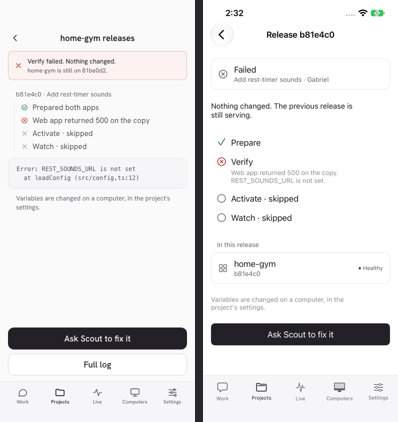 home-gym releases
Verify failed. Nothing changed.
home-gym is still on 81be0d2.
b81e4c0 · Add rest-timer sounds
Prepared both apps
Web app returned 500 on the copy
Activate · skipped
Watch · skipped
Error: REST_SOUNDS_URL is not set
at loadConfig (src/config.ts:12)
Variables are changed on a computer, in the project's
settings.
Ask Scout to fix it
Full log
Work
Projects
Live
Computers
Settings
2:32
Release b81e4c0
Failed
Add rest-timer sounds · Gabriel
Nothing changed. The previous release is
still serving.
Prepare
Verify
Web app returned 500 on the copy.
REST_SOUNDS_URL is not set.
Activate · skipped
Watch · skipped
In this release
home-gym
b81e4c0
Healthy
Variables are changed on a computer, in the
project's settings.
Ask Scout to fix it
Work
Projects
Live
Computers
Settings